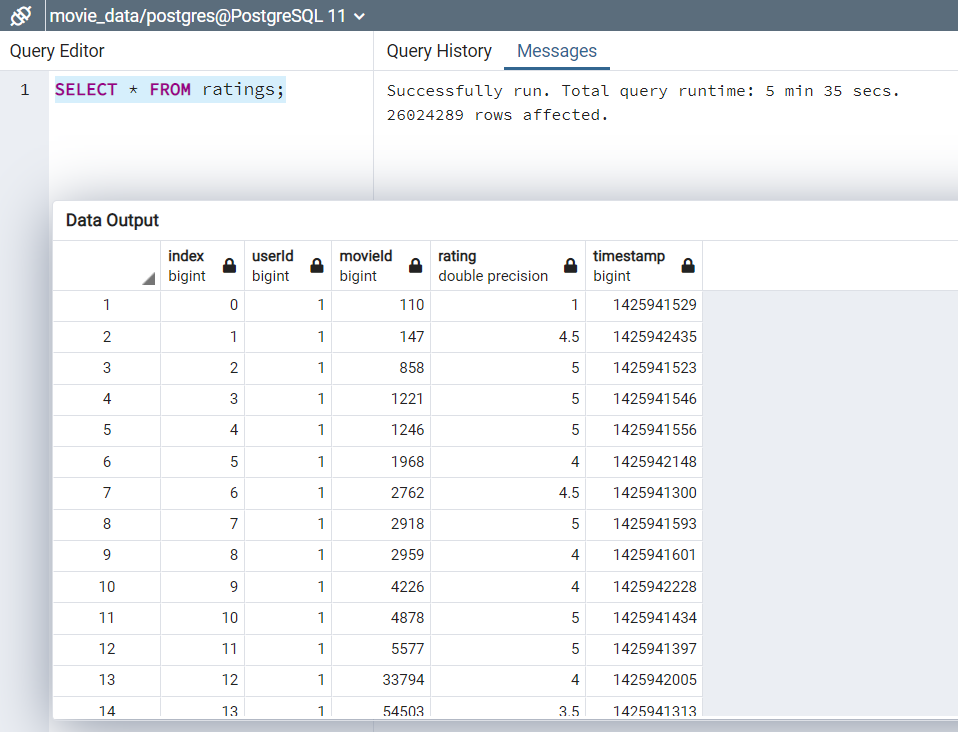 movie_data/postgres@PostgreSQL 11
Query Editor
Query History Messages
1 SELECT * FROM ratings;
Successfully run. Total query runtime: 5 min 35 secs.
26024289 rows affected.
Data Output
index userId movieId rating timestamp
bigint bigint bigint double precision bigint
1 0 1 110 1 1425941529
2 1 1 147 4.5 1425942435
3 2 1 858 5 1425941523
4 3 1 1221 5 1425941546
5 4 1 1246 5 1425941556
6 5 1 1968 4 1425942148
7 6 1 2762 4.5 1425941300
8 7 1 2918 5 1425941593
9 8 1 2959 4 1425941601
10 9 1 4226 4 1425942228
11 10 1 4878 5 1425941434
12 11 1 5577 5 1425941397
13 12 1 33794 4 1425942005
14 13 1 54503 3.5 1425941313